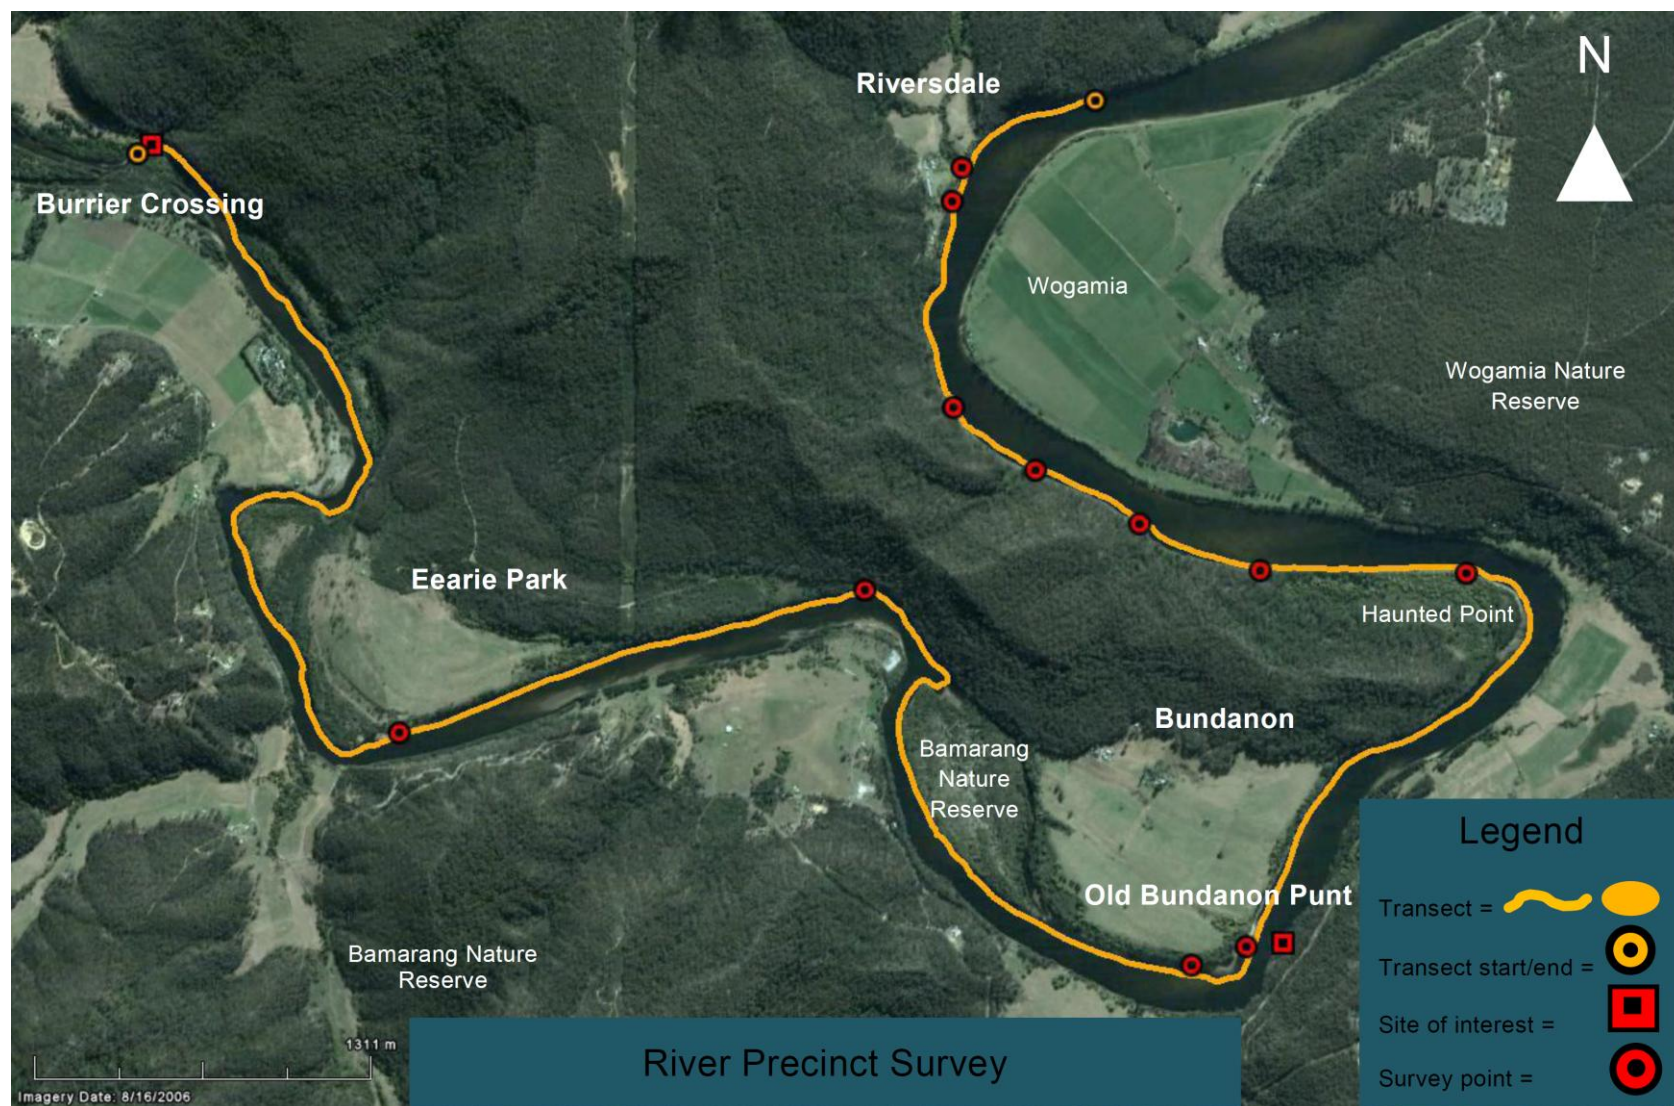 N
Riversdale
Burrier Crossing
Wogamia
Wogamia Nature
Reserve
Eearie Park
Haunted Point
Bundanon
Bamarang
Nature
Reserve
Old Bundanon Punt
Bamarang Nature
Reserve
Legend
Transect =
Transect start/end =
Site of interest =
Survey point =
1311 m
Imagery Date: 8/16/2006
River Precinct Survey